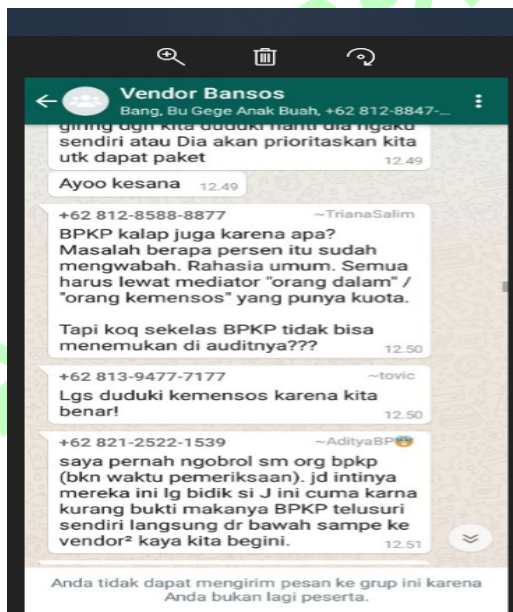 Vendor Bansos
Bang, Bu Gege Anak Buah, +62 812-8847-...
giring dgn kita duduki nanti dia ngaku
sendiri atau Dia akan prioritaskan kita
utk dapat paket
12.49
Ayoo kesana 12.49
+62 812-8588-8877 ~TrianaSalim
BPKP kalap juga karena apa?
Masalah berapa persen itu sudah
mengwabah. Rahasia umum. Semua
harus lewat mediator "orang dalam" /
"orang kemensos" yang punya kuota.
Tapi koq sekelas BPKP tidak bisa
menemukan di auditnya???
12.50
+62 813-9477-7177 ~tovic
Lgs duduki kemensos karena kita
benar!
12.50
+62 821-2522-1539 ~AdityaBP
saya pernah ngobrol sm org bpkp
(bkn waktu pemeriksaan). jd intinya
mereka ini lg bidik si J ini cuma karna
kurang bukti makanya BPKP telusuri
sendiri langsung dr bawah sampe ke
vendor² kaya kita begini.
12.51
Anda tidak dapat mengirim pesan ke grup ini karena
Anda bukan lagi peserta.